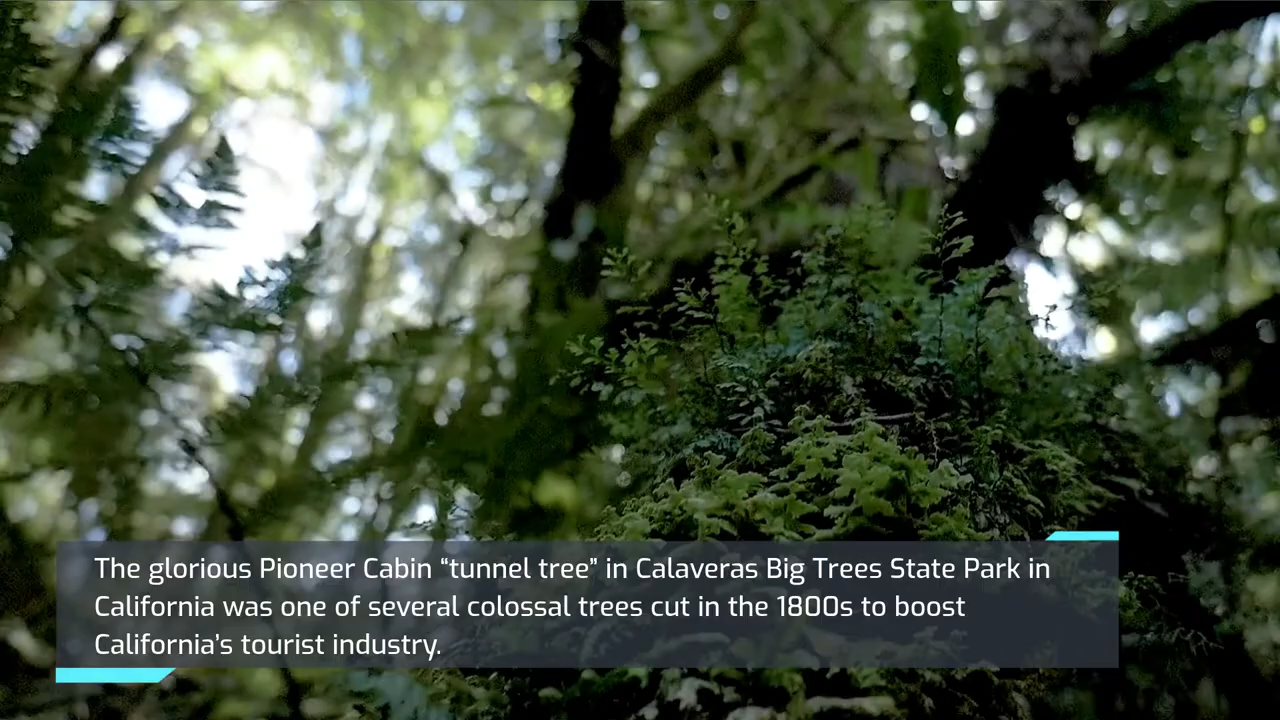 The glorious Pioneer Cabin “tunnel tree” in Calaveras Big Trees State Park in
California was one of several colossal trees cut in the 1800s to boost
California’s tourist industry.